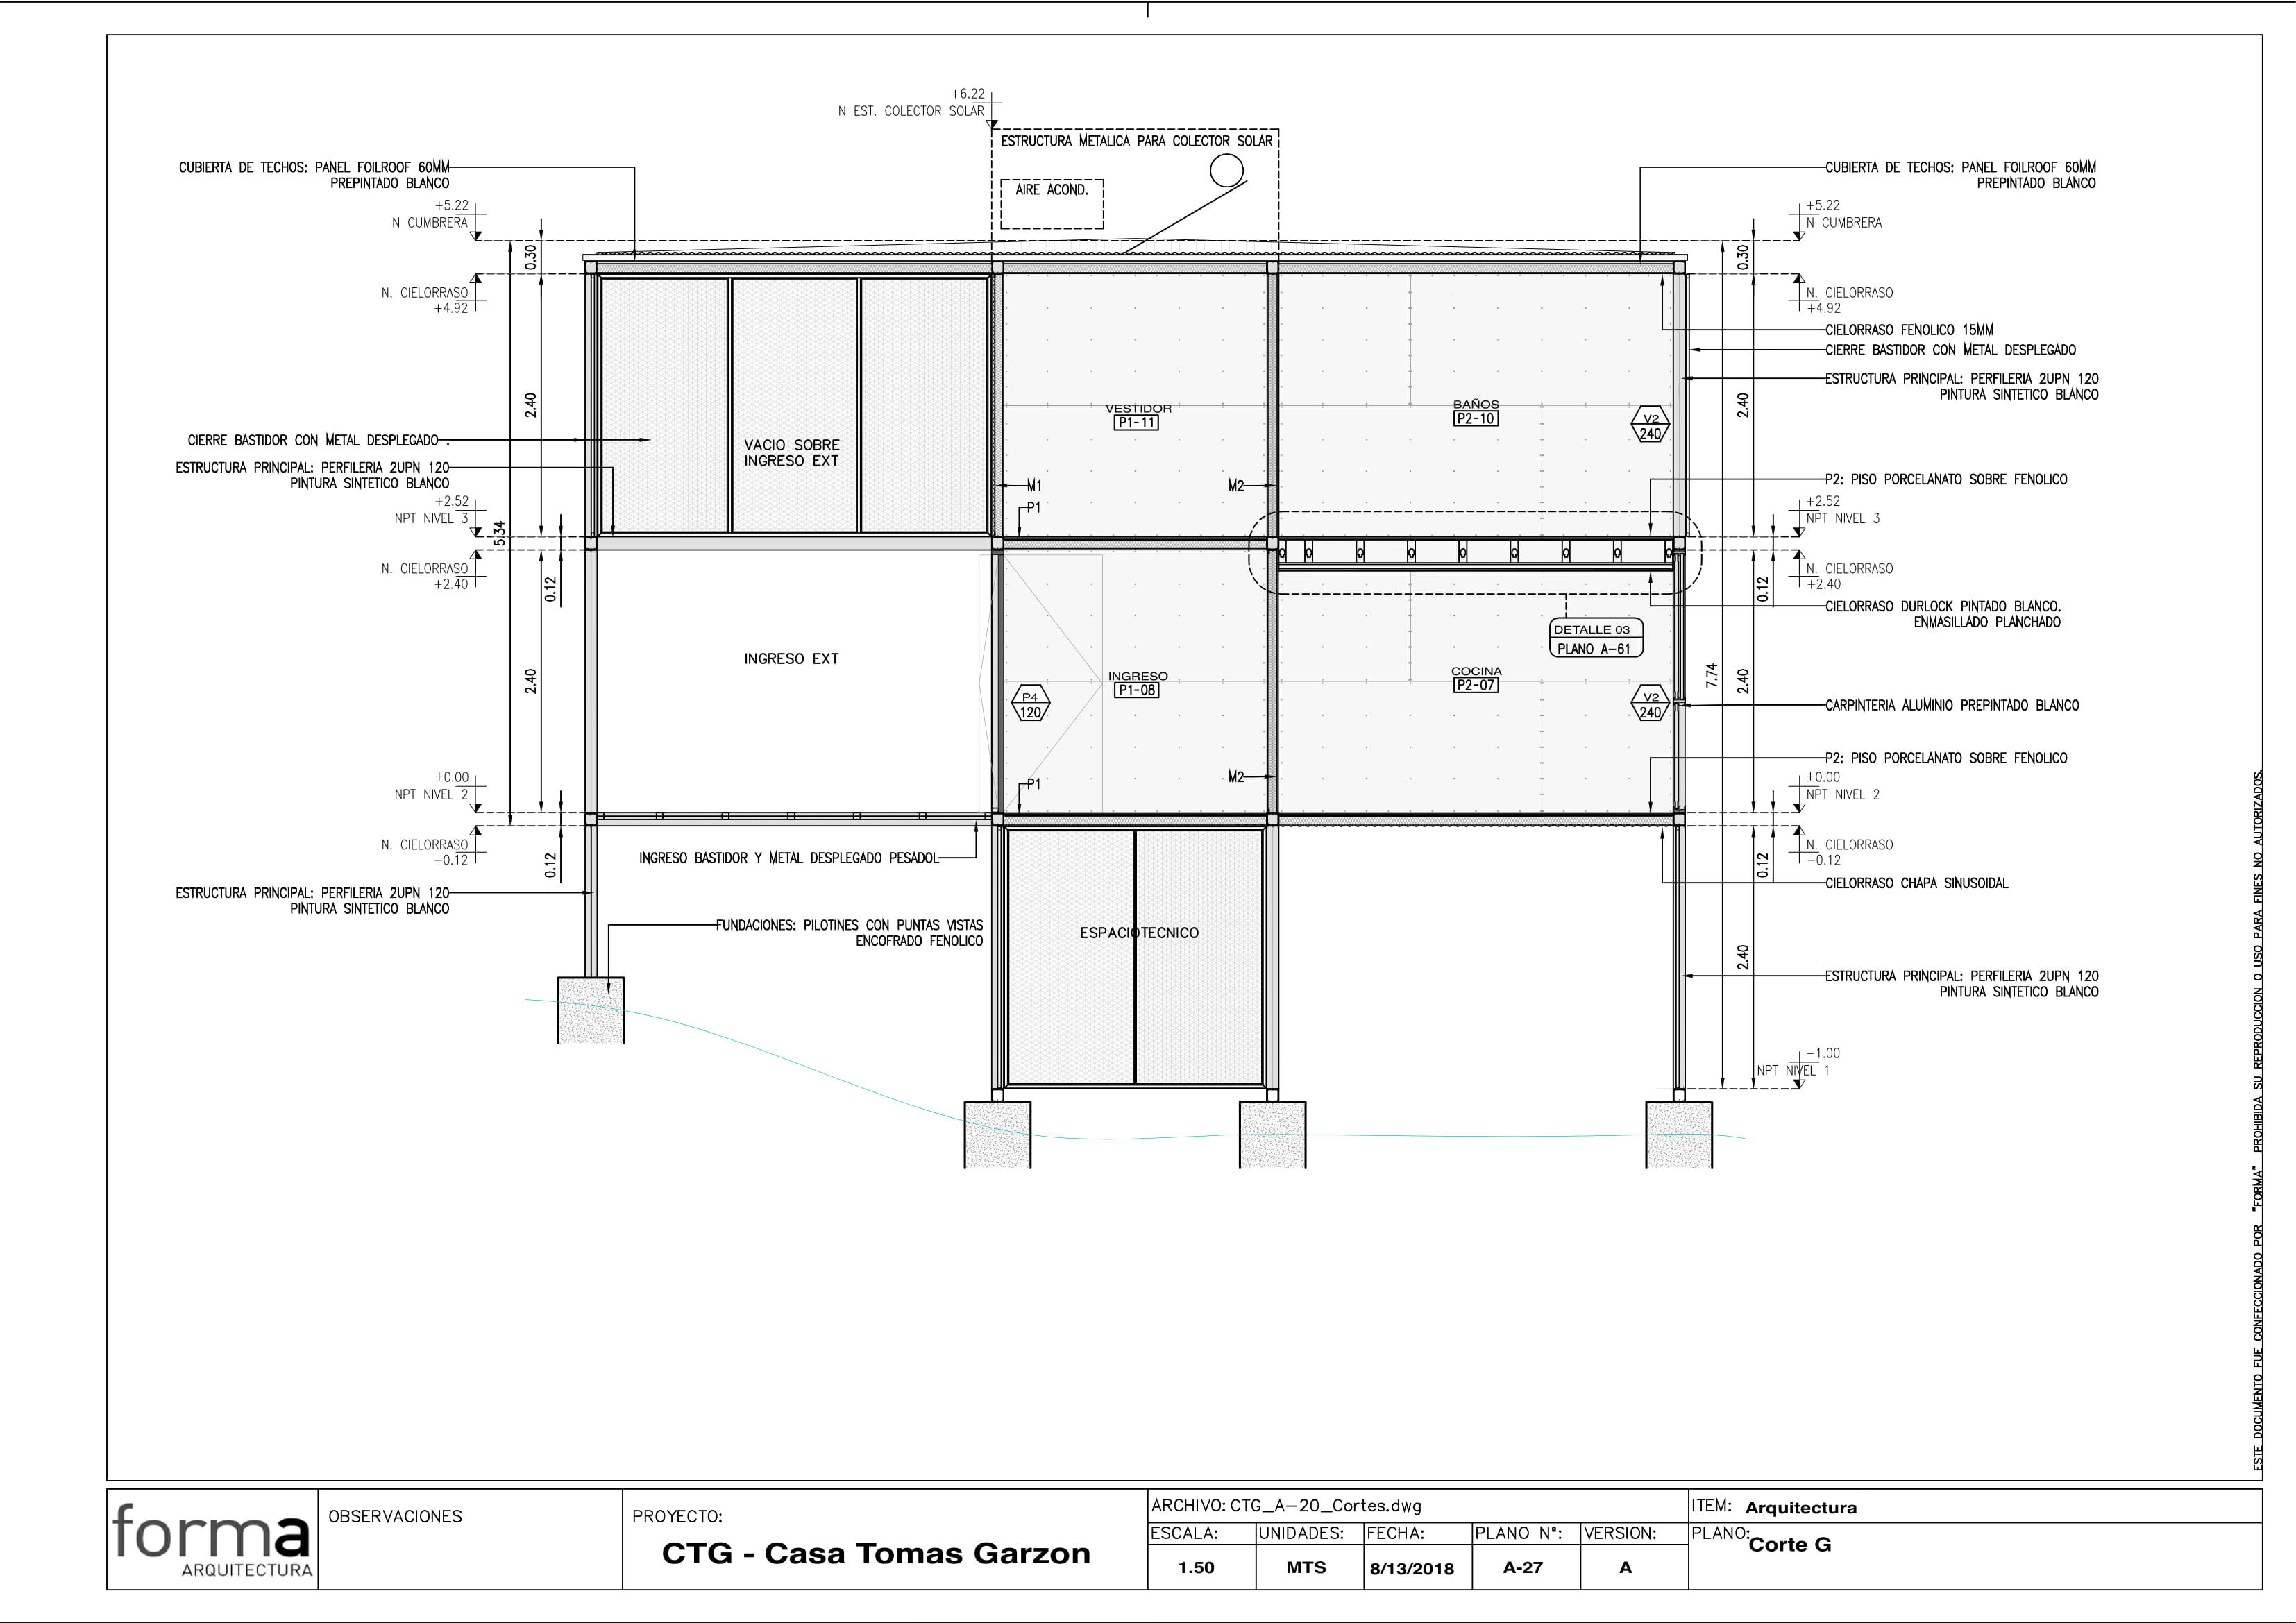 +6.22
N EST. COLECTOR SOLAR
ESTRUCTURA METALICA PARA COLECTOR SOLAR
AIRE ACOND.
CUBIERTA DE TECHOS: PANEL FOILROOF 60MM
PREPINTADO BLANCO
+5.22
N CUMBRERA
0.30
N. CIELORRASO
+4.92
2.40
CIERRE BASTIDOR CON METAL DESPLEGADO .
ESTRUCTURA PRINCIPAL: PERFILERIA 2UPN 120
PINTURA SINTETICO BLANCO
+2.52
NPT NIVEL 3
5.34
N. CIELORRASO
+2.40
0.12
2.40
±0.00
NPT NIVEL 2
N. CIELORRASO
-0.12
0.12
ESTRUCTURA PRINCIPAL: PERFILERIA 2UPN 120
PINTURA SINTETICO BLANCO
VACIO SOBRE
INGRESO EXT
VESTIDOR
P1-11
BAÑOS
P2-10
V2
240
M1
P1
M2
INGRESO EXT
INGRESO
P1-08
P4
120
COCINA
P2-07
V2
240
DETALLE 03
PLANO A-61
P1
M2
INGRESO BASTIDOR Y METAL DESPLEGADO PESADOL
FUNDACIONES: PILOTINES CON PUNTAS VISTAS
ENCOFRADO FENOLICO
ESPACIOTECNICO
CUBIERTA DE TECHOS: PANEL FOILROOF 60MM
PREPINTADO BLANCO
+5.22
N CUMBRERA
0.30
N. CIELORRASO
+4.92
CIELORRASO FENOLICO 15MM
CIERRE BASTIDOR CON METAL DESPLEGADO
ESTRUCTURA PRINCIPAL: PERFILERIA 2UPN 120
PINTURA SINTETICO BLANCO
2.40
P2: PISO PORCELANATO SOBRE FENOLICO
+2.52
NPT NIVEL 3
N. CIELORRASO
+2.40
0.12
CIELORRASO DURLOCK PINTADO BLANCO.
ENMASILLADO PLANCHADO
7.74
2.40
CARPINTERIA ALUMINIO PREPINTADO BLANCO
P2: PISO PORCELANATO SOBRE FENOLICO
±0.00
NPT NIVEL 2
N. CIELORRASO
-0.12
0.12
CIELORRASO CHAPA SINUSOIDAL
2.40
ESTRUCTURA PRINCIPAL: PERFILERIA 2UPN 120
PINTURA SINTETICO BLANCO
-1.00
NPT NIVEL 1
ESTE DOCUMENTO FUE CONFECCIONADO POR "FORMA" PROHIBIDA SU REPRODUCCION O USO PARA FINES NO AUTORIZADOS.
forma
ARQUITECTURA
OBSERVACIONES
PROYECTO:
CTG - Casa Tomas Garzon
ARCHIVO: CTG_A-20_Cortes.dwg
ESCALA:
1.50
UNIDADES:
MTS
FECHA:
8/13/2018
PLANO N°:
A-27
VERSION:
A
ITEM: Arquitectura
PLANO: Corte G